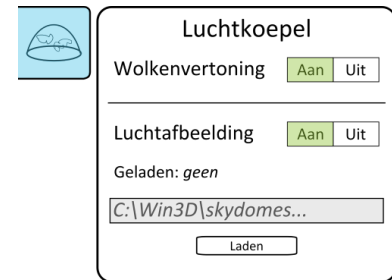 Luchtkoepel
Wolkenvertoning Aan Uit
Luchtafbeelding Aan Uit
Geladen: geen
C:\Win3D\skydomes...
Laden